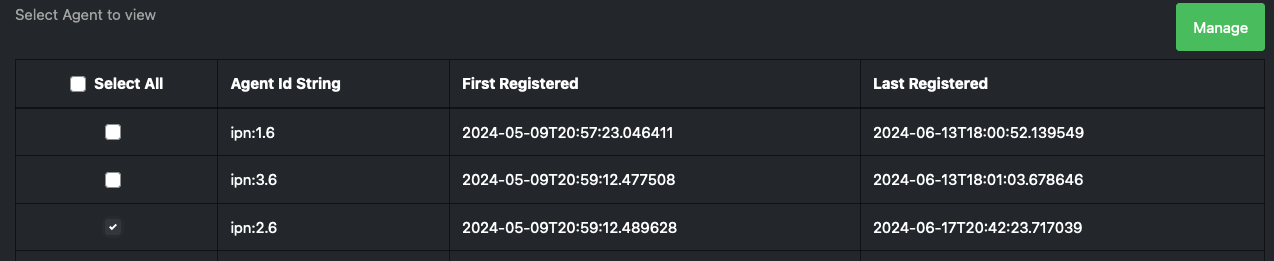 Select Agent to view
Manage
Select All Agent Id String First Registered Last Registered
ipn:1.6 2024-05-09T20:57:23.046411 2024-06-13T18:00:52.139549
ipn:3.6 2024-05-09T20:59:12.477508 2024-06-13T18:01:03.678646
ipn:2.6 2024-05-09T20:59:12.489628 2024-06-17T20:42:23.717039